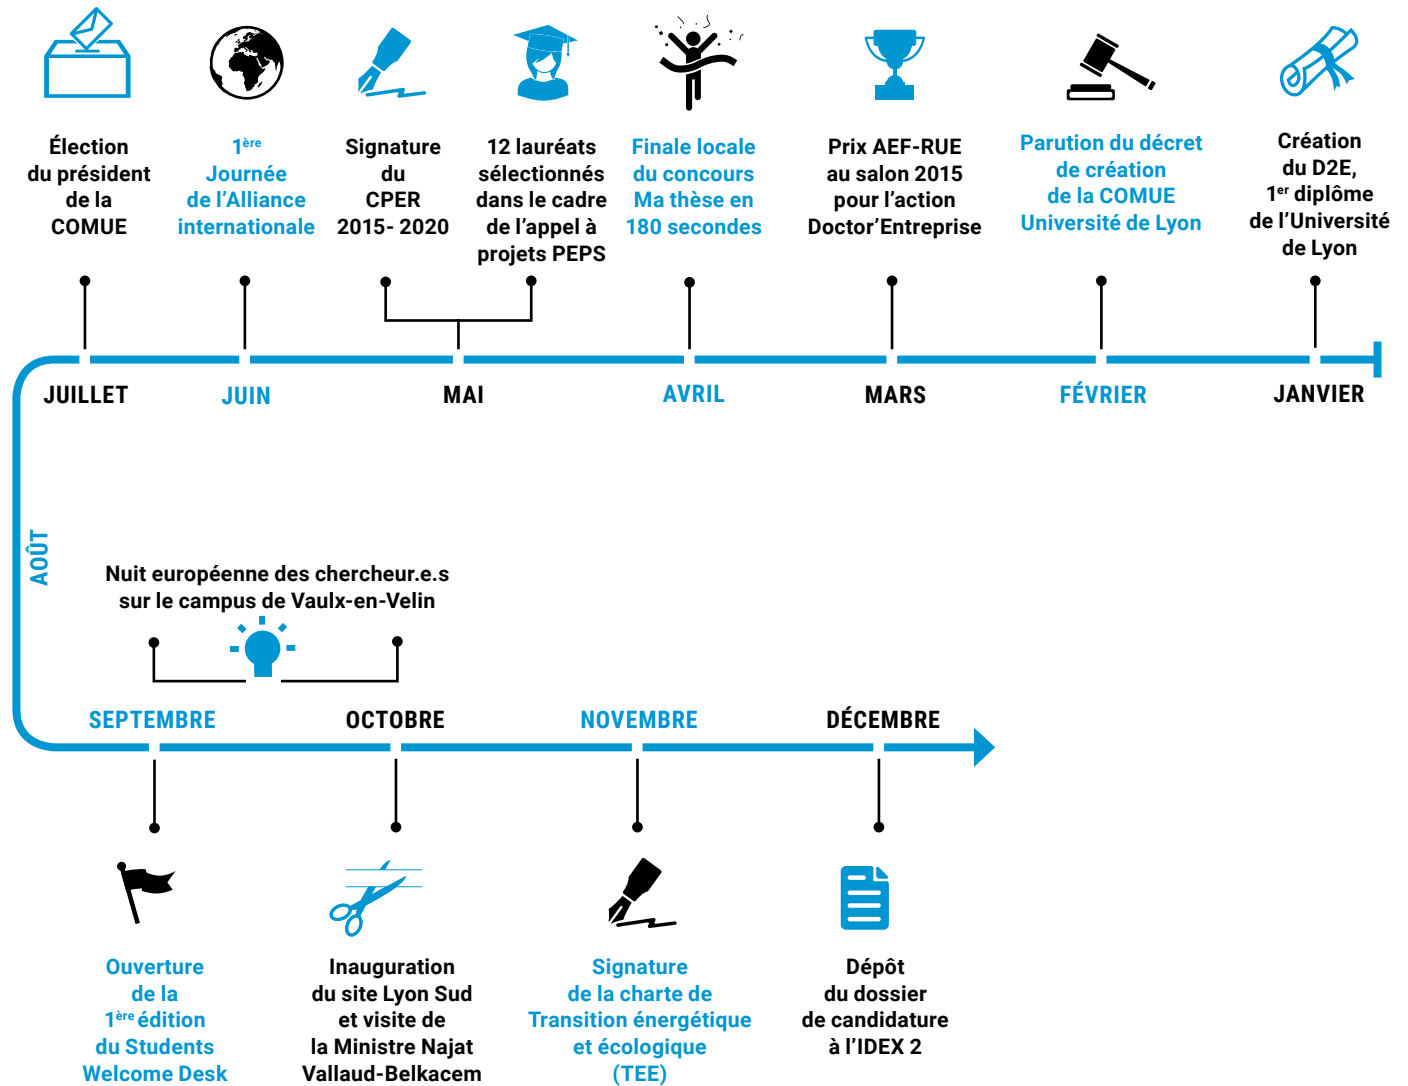 Élection
du président
de la
COMUE
1ère
Journée
de l'Alliance
internationale
Signature
du
CPER
2015- 2020
12 lauréats
sélectionnés
dans le cadre
de l'appel à
projets PEPS
Finale locale
du concours
Ma thèse en
180 secondes
Prix AEF-RUE
au salon 2015
pour l'action
Doctor'Entreprise
Parution du décret
de création
de la COMUE
Université de Lyon
Création
du D2E,
1er diplôme
de l'Université
de Lyon
JUILLET
JUIN
MAI
AVRIL
MARS
FÉVRIER
JANVIER
AOÛT
Nuit européenne des chercheur.e.s
sur le campus de Vaulx-en-Velin
SEPTEMBRE
OCTOBRE
NOVEMBRE
DÉCEMBRE
Ouverture
de la
1ère édition
du Students
Welcome Desk
Inauguration
du site Lyon Sud
et visite de
la Ministre Najat
Vallaud-Belkacem
Signature
de la charte de
Transition énergétique
et écologique
(TEE)
Dépôt
du dossier
de candidature
à l'IDEX 2